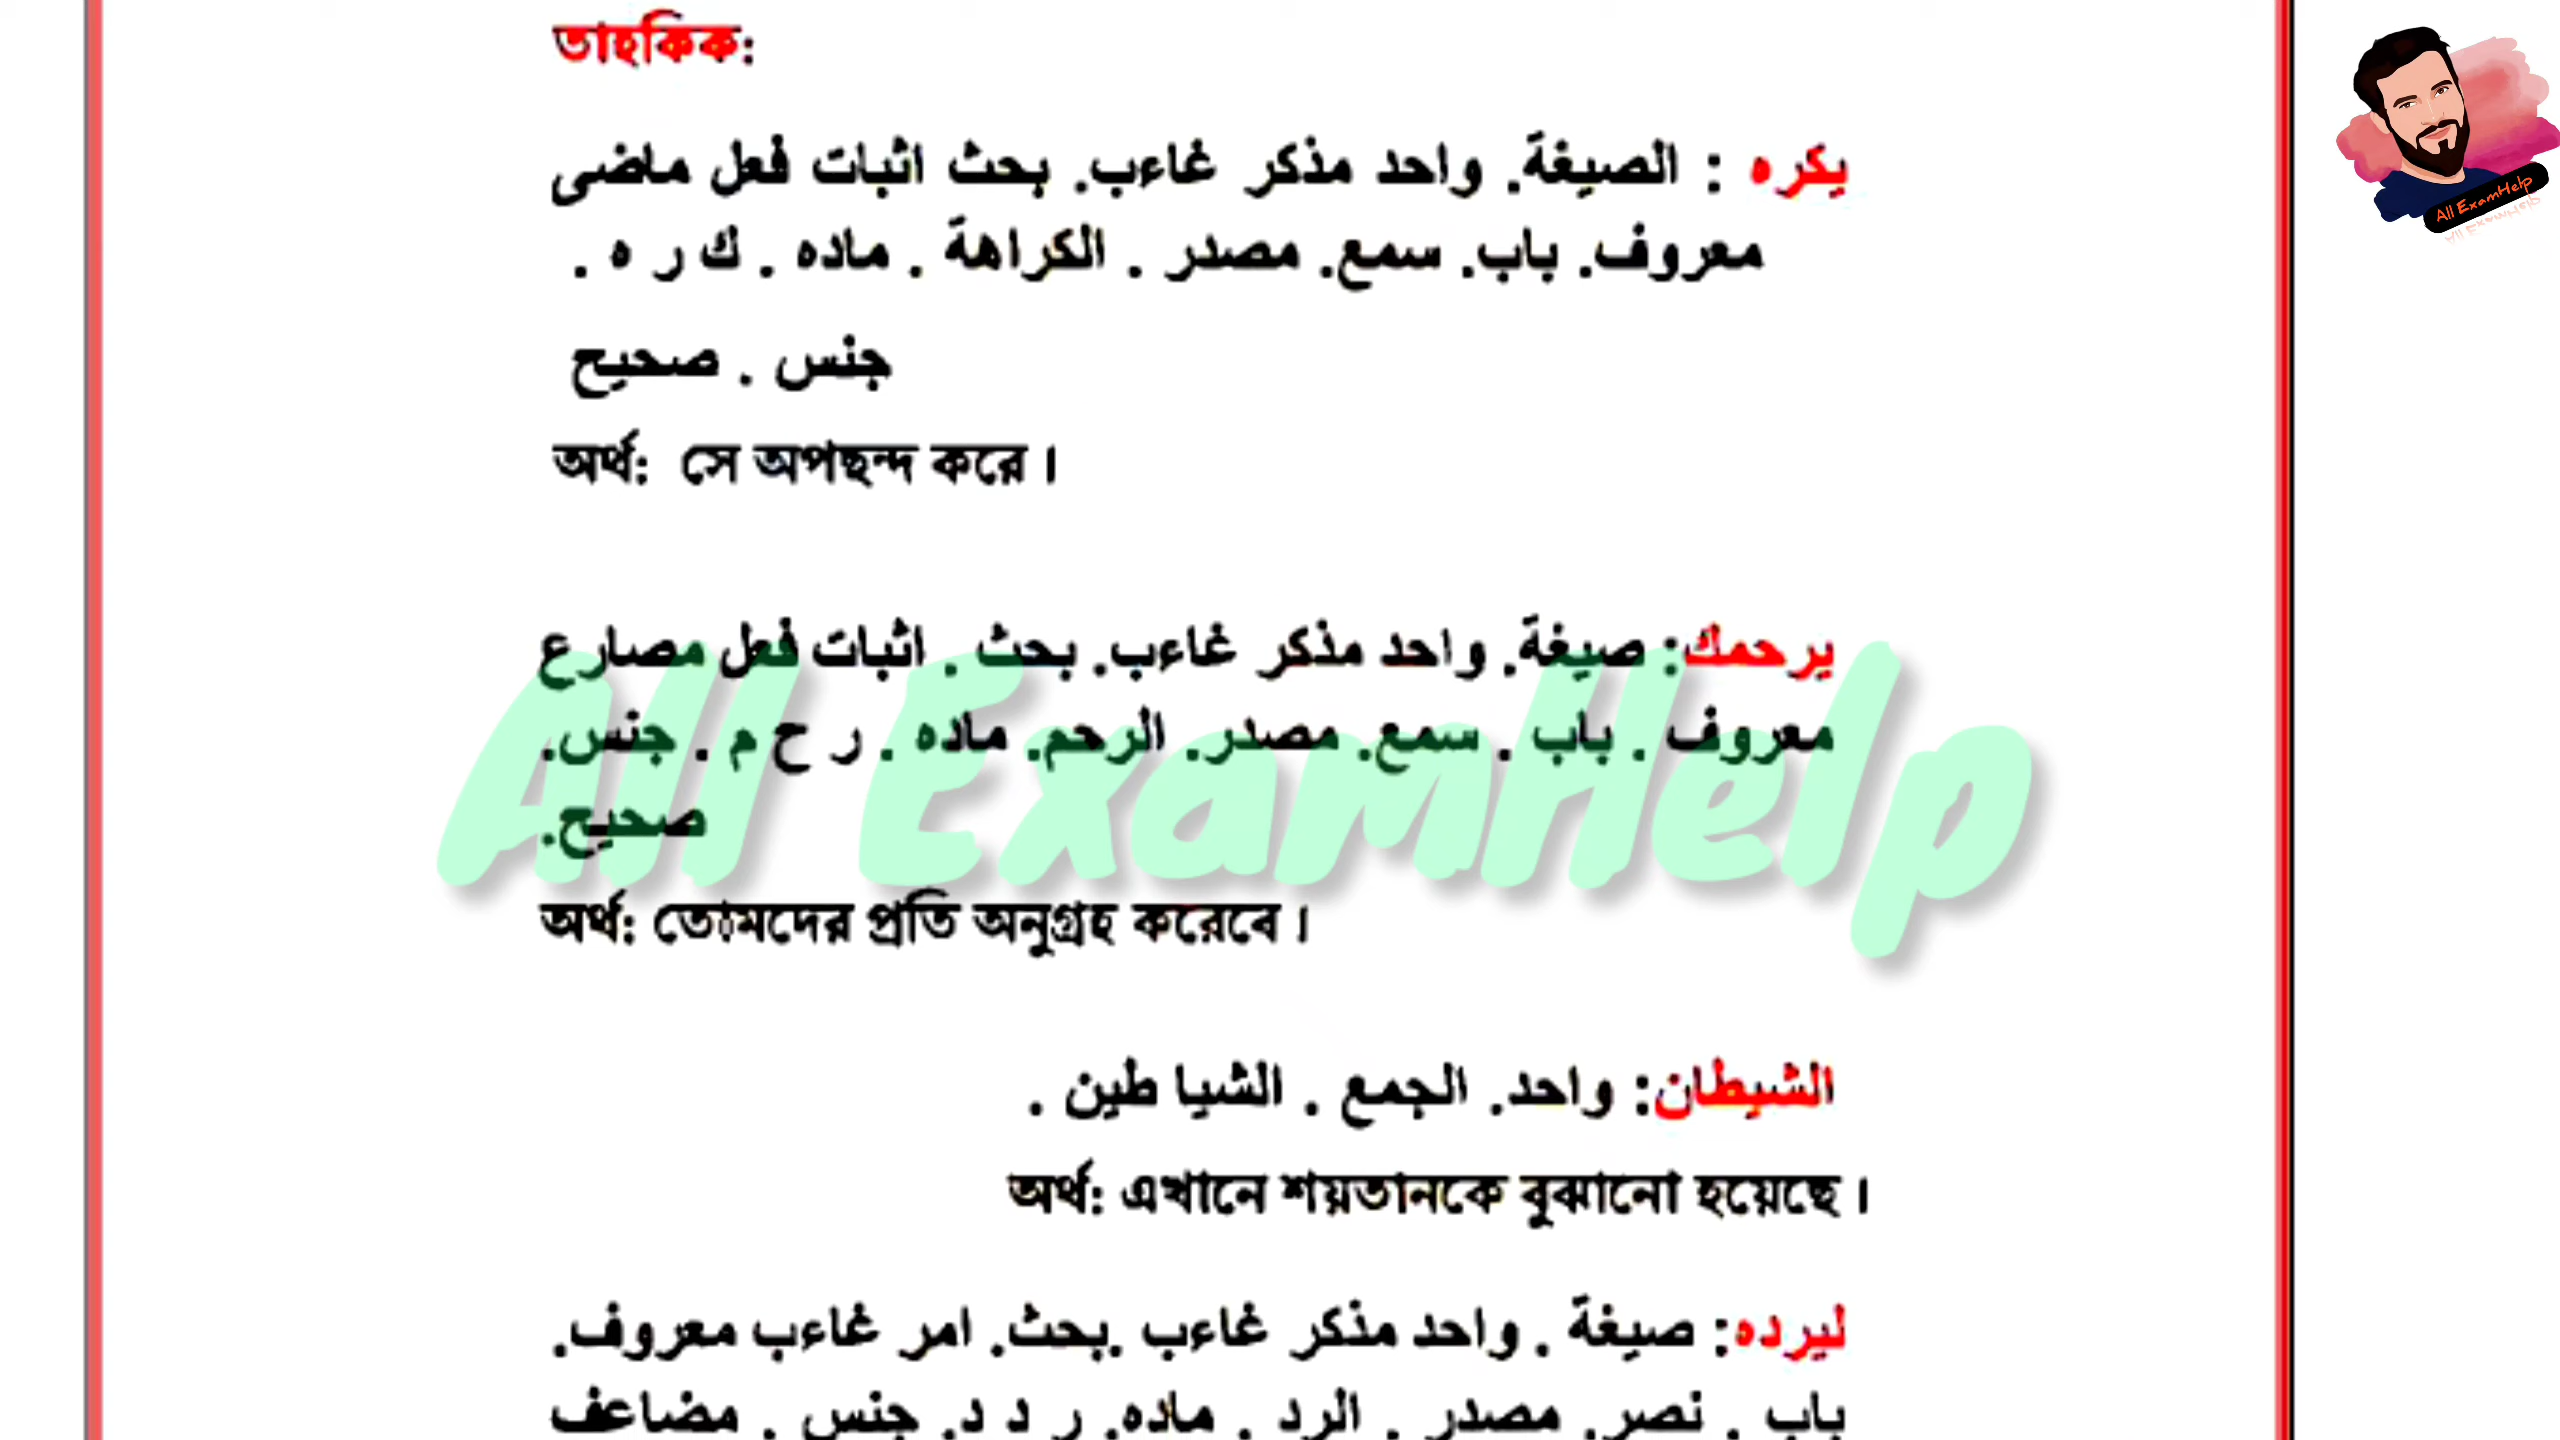 তাহকিক:
يكره : الصيغة. واحد مذكر غاءب. بحث اثبات فعل ماضى
معروف. باب. سمع. مصدر . الكراهة . ماده . ك ر ه .
جنس . صحيح
অর্থ: সে অপছন্দ করে।
يرحمك: صيغة. واحد مذكر غاءب. بحث . اثبات فعل مصارع
معروف . باب . سمع. مصدر. الرحم. ماده . ر ح م . جنس.
صحيح.
অর্থ: তোমদের প্রতি অনুগ্রহ করেবে।
الشيطان: واحد. الجمع . الشيا طين .
অর্থ: এখানে শয়তানকে বুঝানো হয়েছে।
ليرده: صيغة . واحد مذكر غاءب .بحث. امر غاءب معروف.
باب . نصر. مصدر . الرد . ماده. ر د د. جنس . مضاعف
All ExamHelp
All ExamHelp